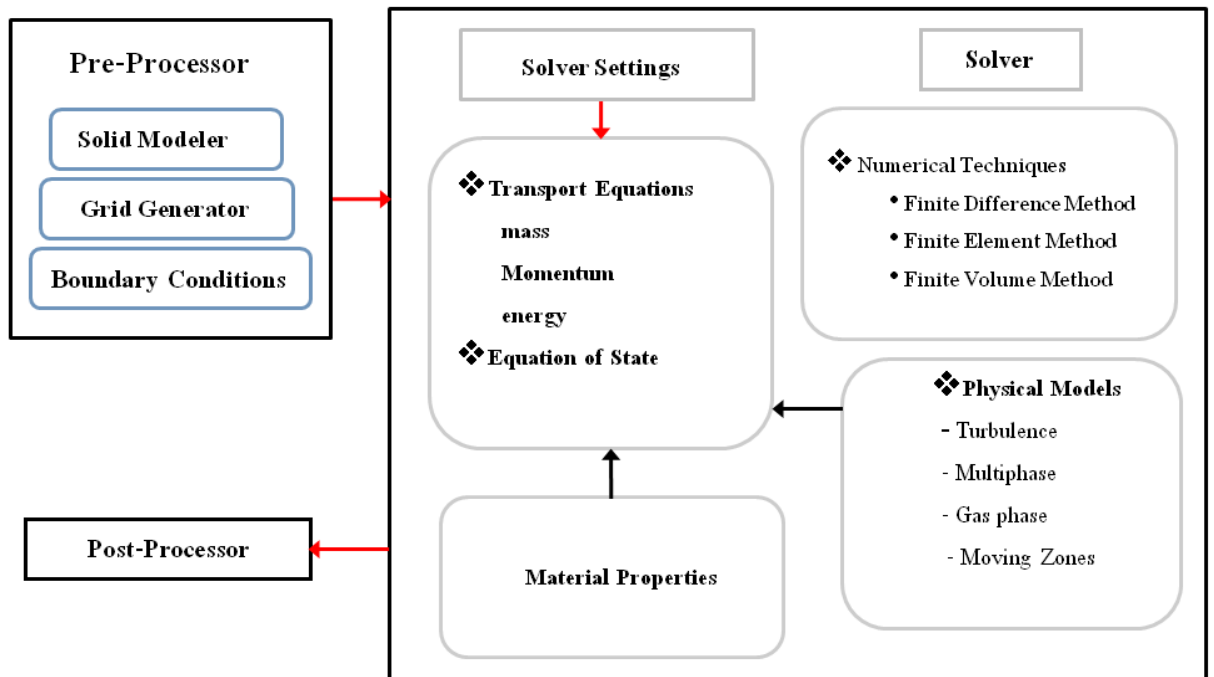 Pre-Processor
Solid Modeler
Grid Generator
Boundary Conditions
Solver Settings
Solver
❖ Transport Equations
mass
Momentum
energy
❖ Equation of State
❖ Numerical Techniques
• Finite Difference Method
• Finite Element Method
• Finite Volume Method
❖ Physical Models
- Turbulence
- Multiphase
- Gas phase
- Moving Zones
Material Properties
Post-Processor